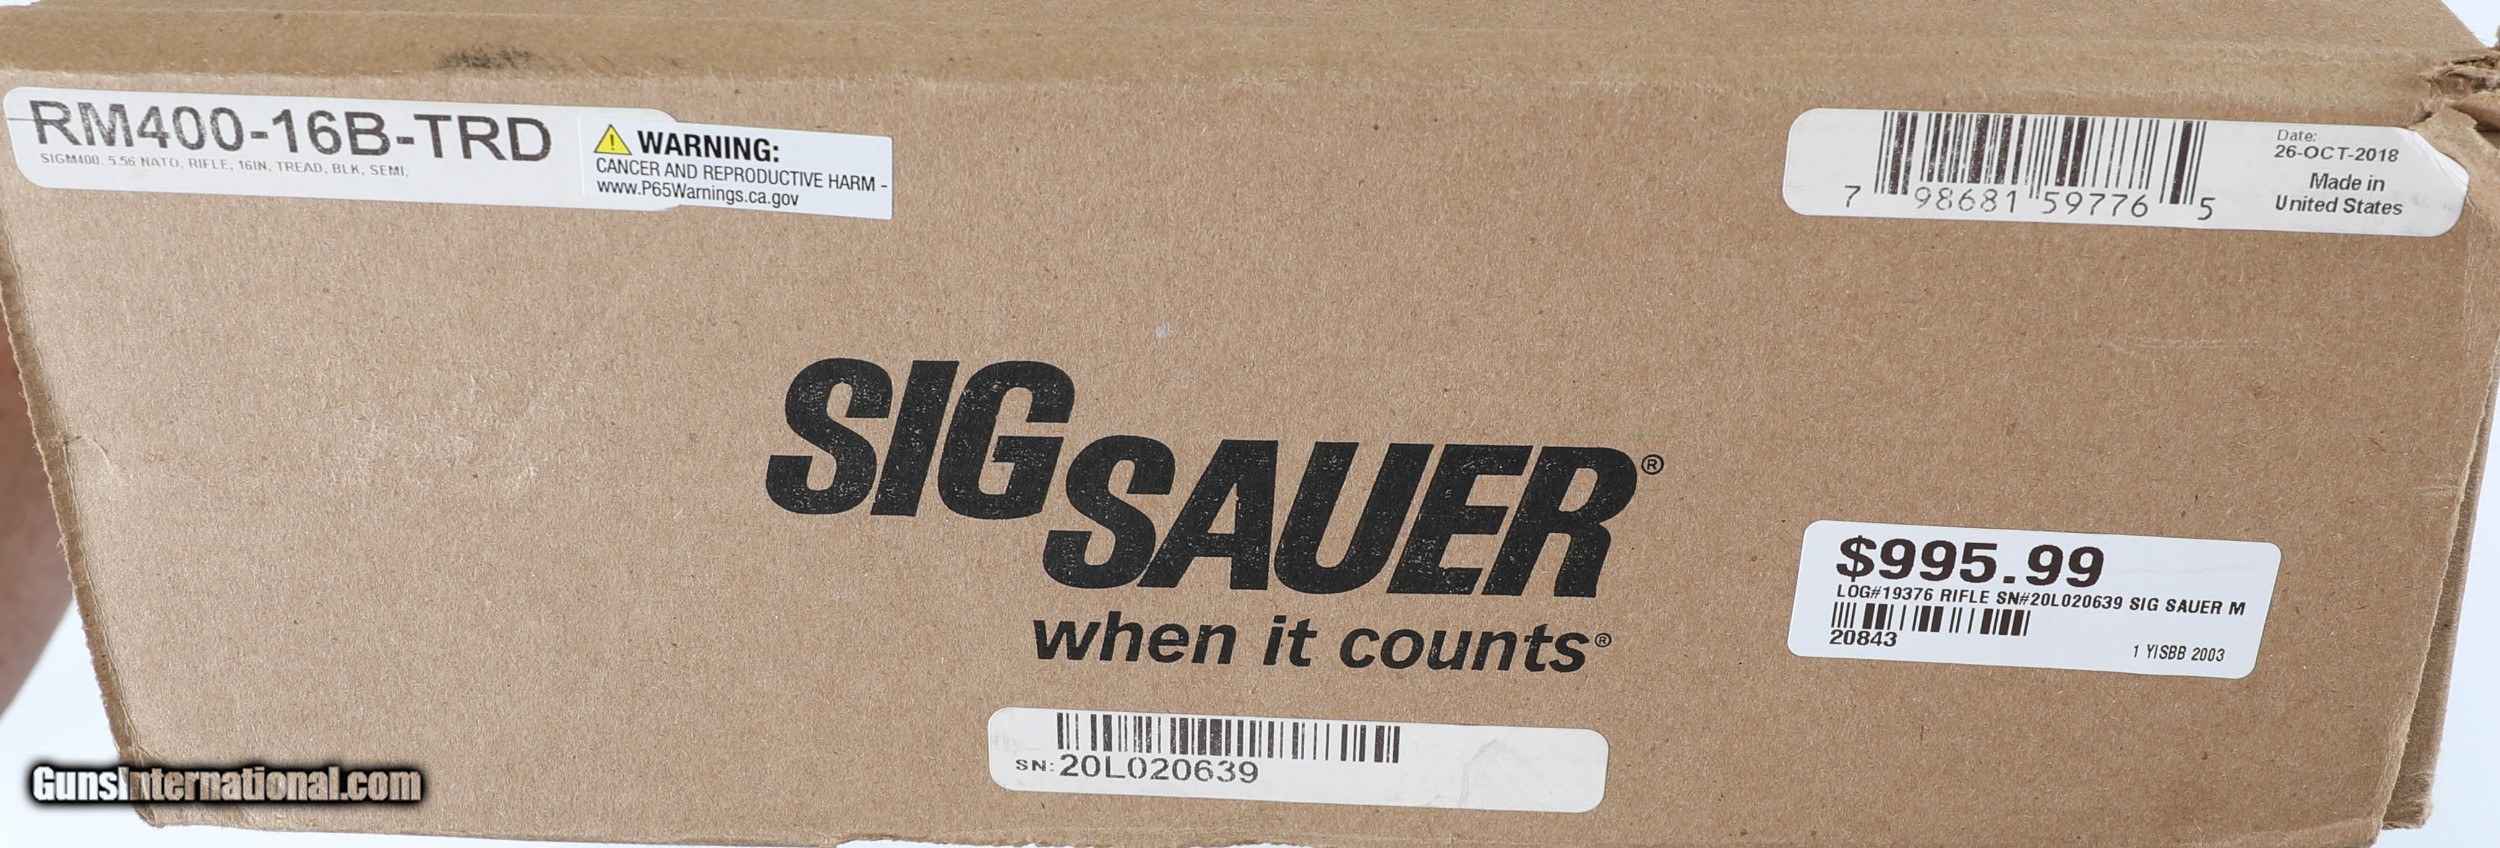 RM400-16B-TRD
SIGM400, 5.56 NATO, RIFLE, 16IN, TREAD, BLK, SEMI,
WARNING:
CANCER AND REPRODUCTIVE HARM -
www.P65Warnings.ca.gov
7 98681 59776 5
Date:
26-OCT-2018
Made in
United States
SIG SAUER®
when it counts®
$995.99
LOG#19376 RIFLE SN#20L020639 SIG SAUER M
20843
1 YISBB 2003
SN: 20L020639
GunsInternational.com